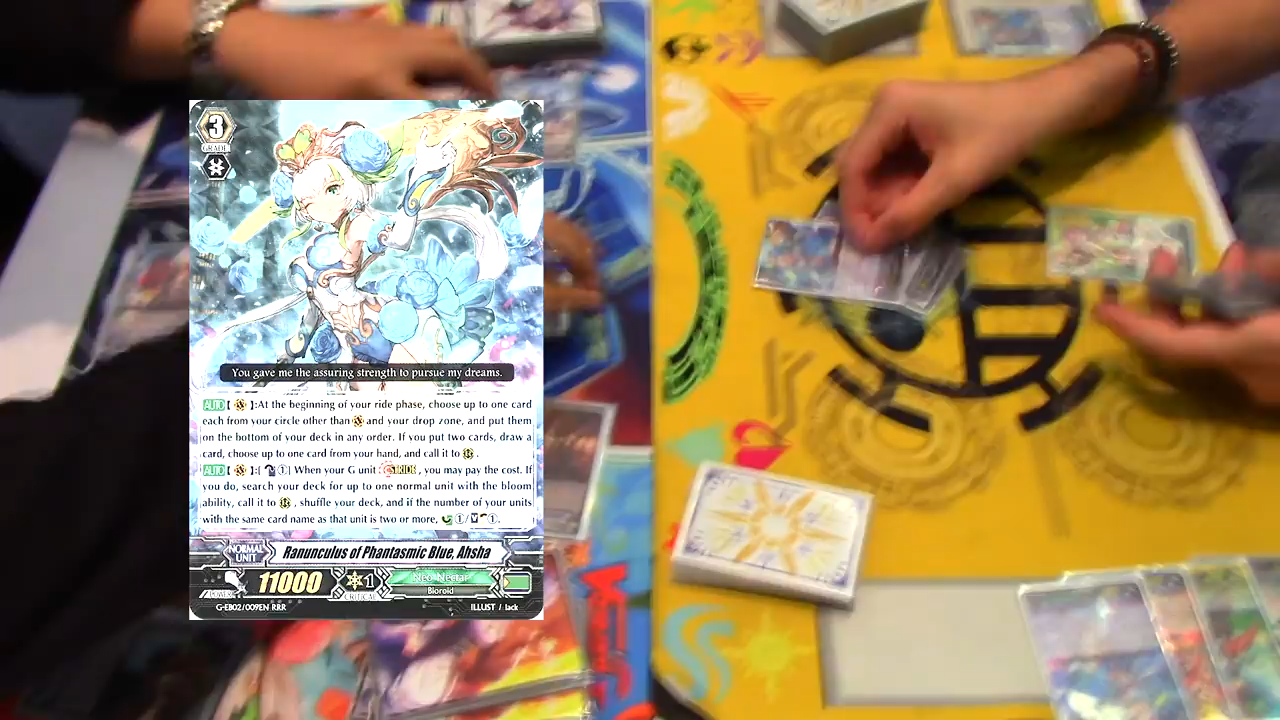 3
GRADE
You gave me the assuring strength to pursue my dreams.
AUTO [ ]:At the beginning of your ride phase, choose up to one card
each from your circle other than and your drop zone, and put them
on the bottom of your deck in any order. If you put two cards, draw a
card, choose up to one card from your hand, and call it to .
AUTO [ ]:[ ①] When your G unit STRIDE, you may pay the cost. If
you do, search your deck for up to one normal unit with the bloom
ability, call it to , shuffle your deck, and if the number of your units
with the same card name as that unit is two or more, ①/ ①.
NORMAL
UNIT
Ranunculus of Phantasmic Blue, Ahsha
POWER
11000
1
CRITICAL
Neo Nectar
Bioroid
G-EB02/009EN RRR
ILLUST / lack